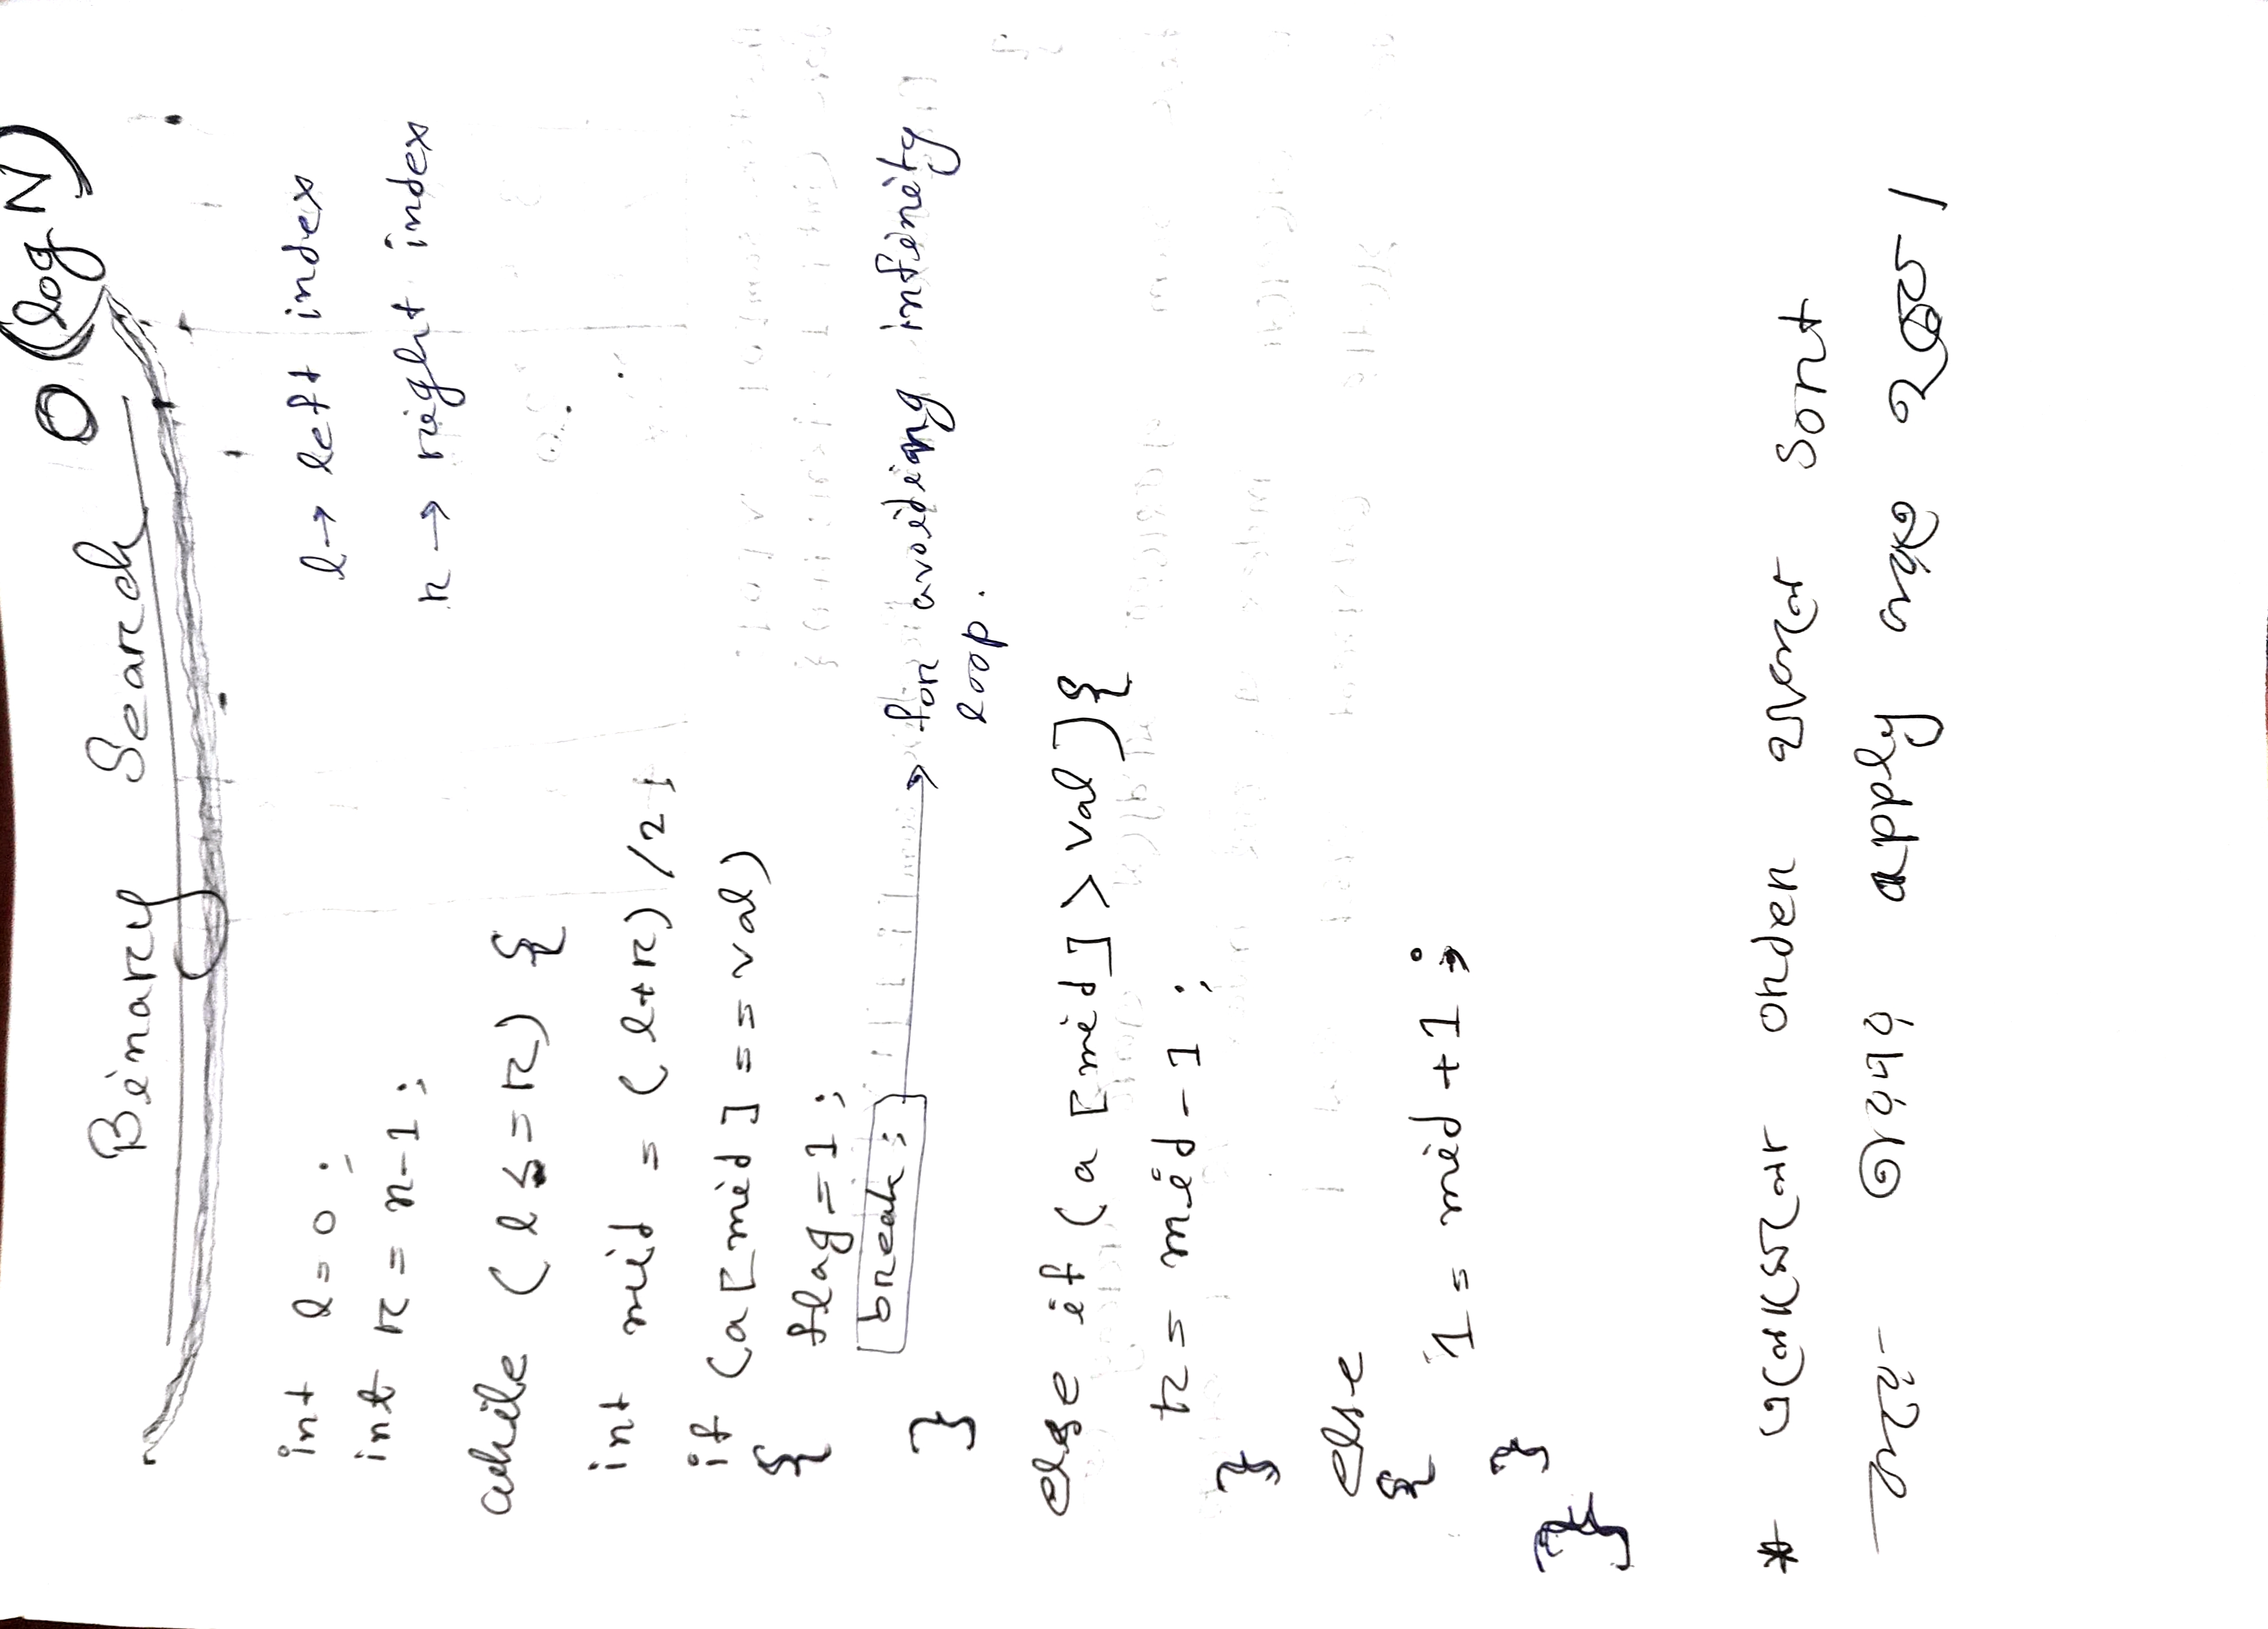 Binary Search O(log N)
int l=0; l→ left index
int r = n-1; r → right index
while (l<=r) {
int mid = (l+r)/2;
if (a[mid]==val)
{ flag=1;
break; → for avoiding infinity
} loop.
else if (a[mid]>val]{
r= mid-1;
}
else
{ 1= mid+1;
}
}
* এলোমেলো order থাকলে sort
করে তারপর apply করতে হবে।